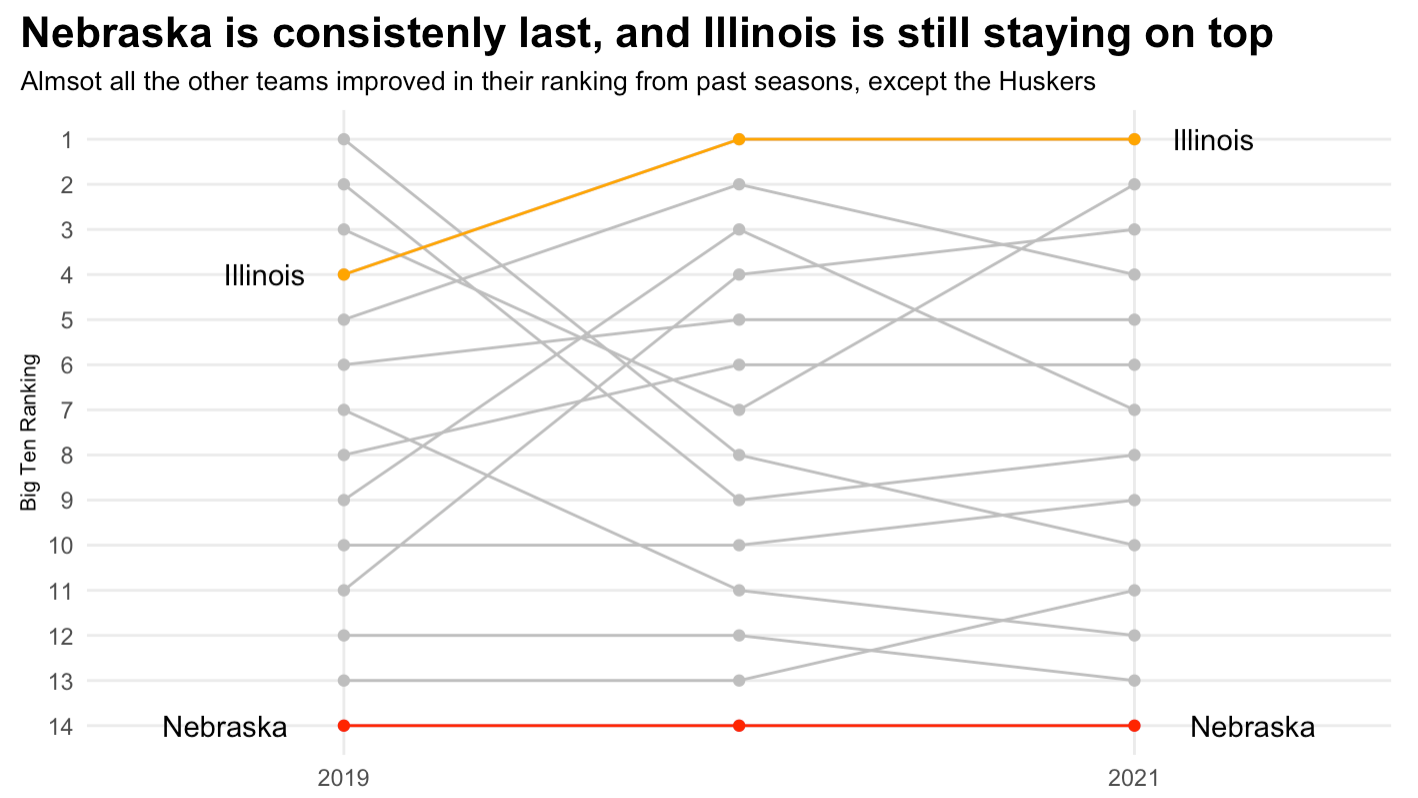 Nebraska is consistenly last, and Illinois is still staying on top
Almsot all the other teams improved in their ranking from past seasons, except the Huskers
Big Ten Ranking
1
2
3
4
5
6
7
8
9
10
11
12
13
14
Illinois
Illinois
Nebraska
Nebraska
2019
2021